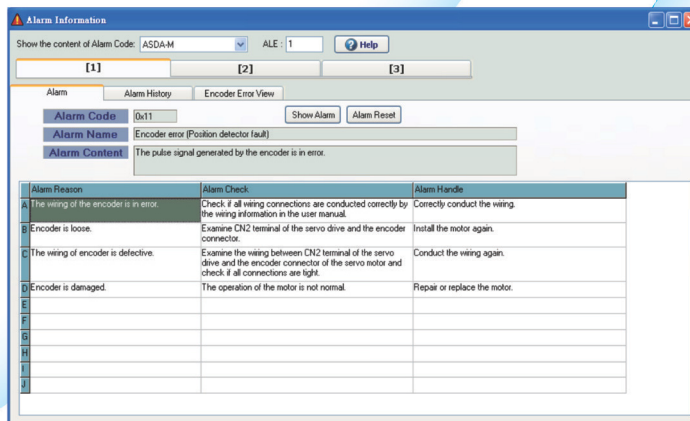 Alarm Information
Show the content of Alarm Code: ASDA-M ALE : 1 Help
[1] [2] [3]
Alarm Alarm History Encoder Error View
Alarm Code 0x11 Show Alarm Alarm Reset
Alarm Name Encoder error (Position detector fault)
Alarm Content The pulse signal generated by the encoder is in error.
Alarm Reason Alarm Check Alarm Handle
A The wiring of the encoder is in error. Check if all wiring connections are conducted correctly by Correctly conduct the wiring.
the wiring information in the user manual.
B Encoder is loose. Examine CN2 terminal of the servo drive and the encoder Install the motor again.
connector.
C The wiring of encoder is defective. Examine the wiring between CN2 terminal of the servo Conduct the wiring again.
drive and the encoder connector of the servo motor and
check if all connections are tight.
D Encoder is damaged. The operation of the motor is not normal. Repair or replace the motor.
E
F
G
H
I
J